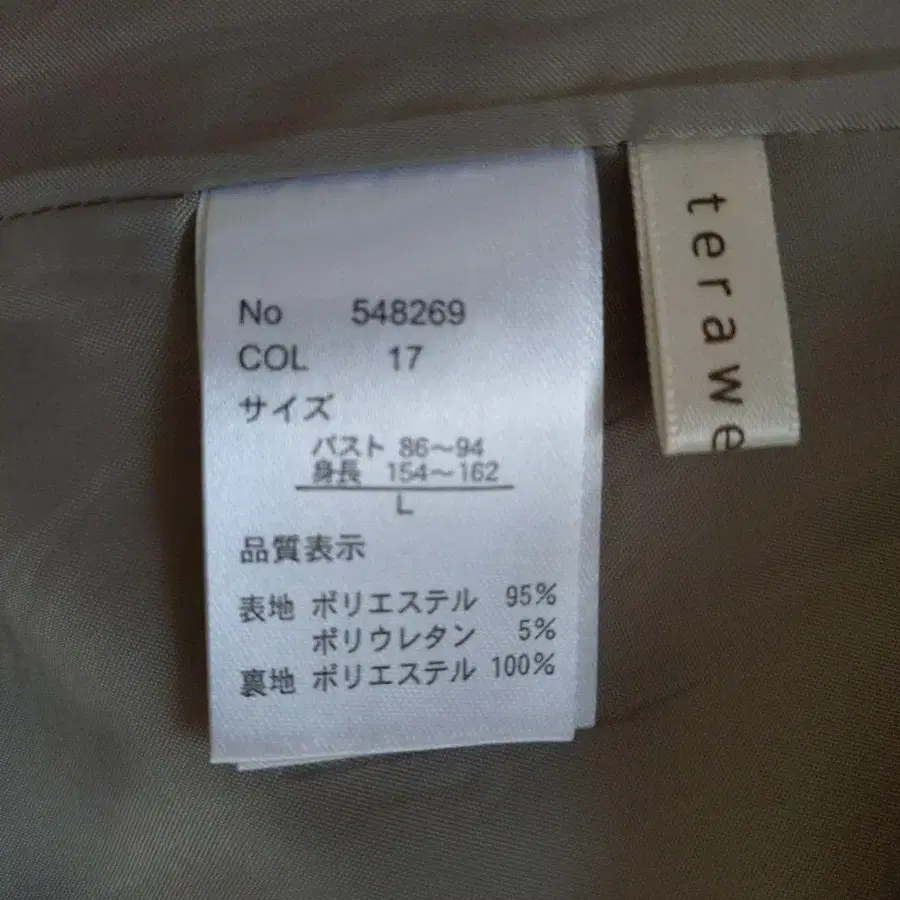 No 548269
COL 17
サイズ
バスト 86～94
身長 154～162
L
品質表示
表地 ポリエステル 95%
ポリウレタン 5%
裏地 ポリエステル 100%
terawe